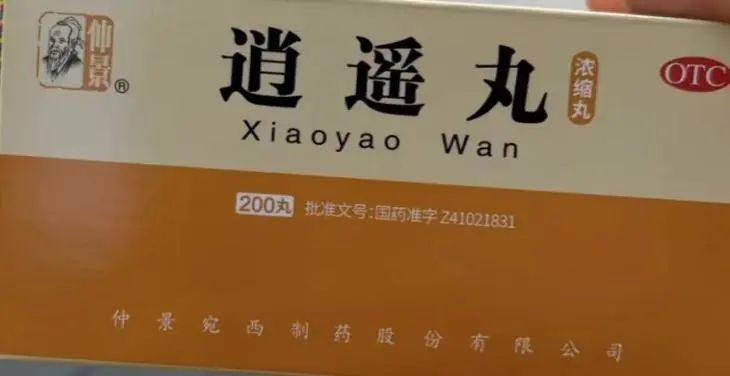 仲景®
逍遥丸 浓缩丸
OTC
Xiaoyao Wan
200丸 批准文号:国药准字Z41021831
仲景宛西制药股份有限公司